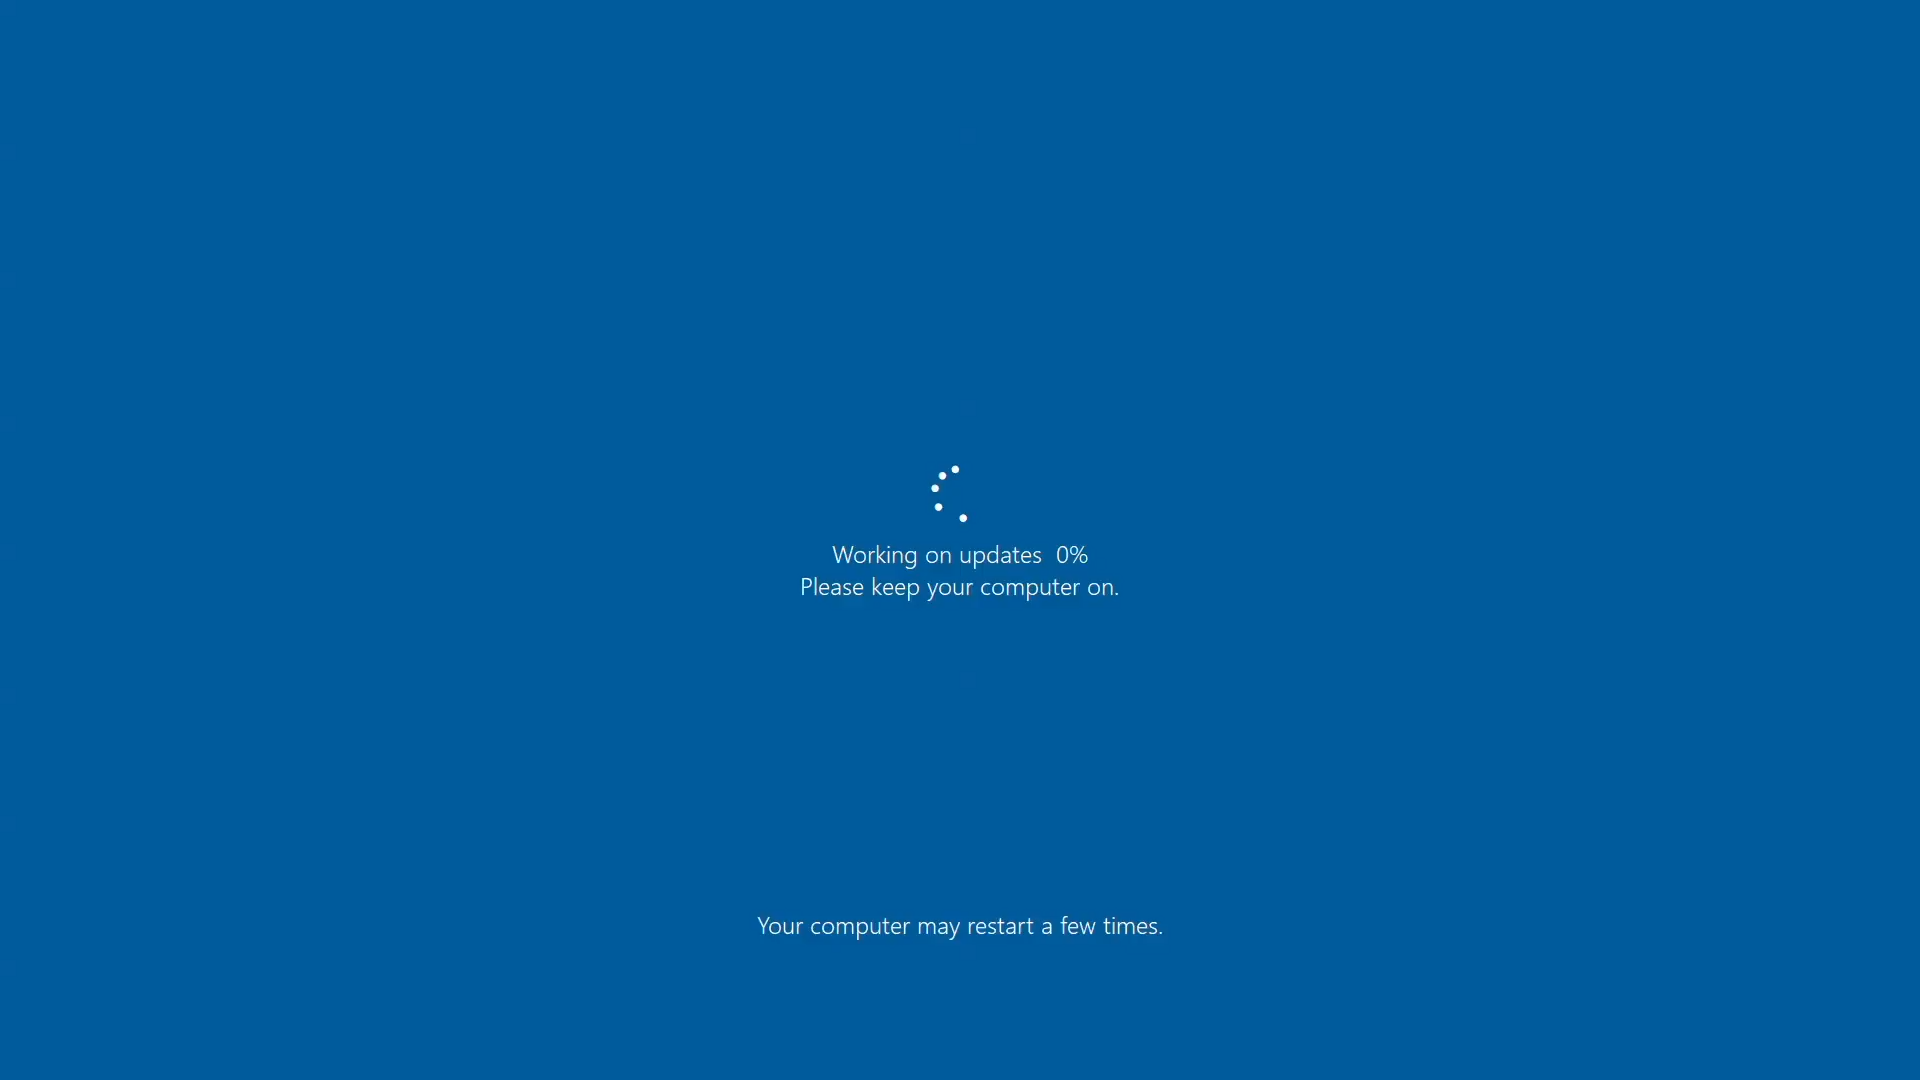 Working on updates  0%
Please keep your computer on.
Your computer may restart a few times.